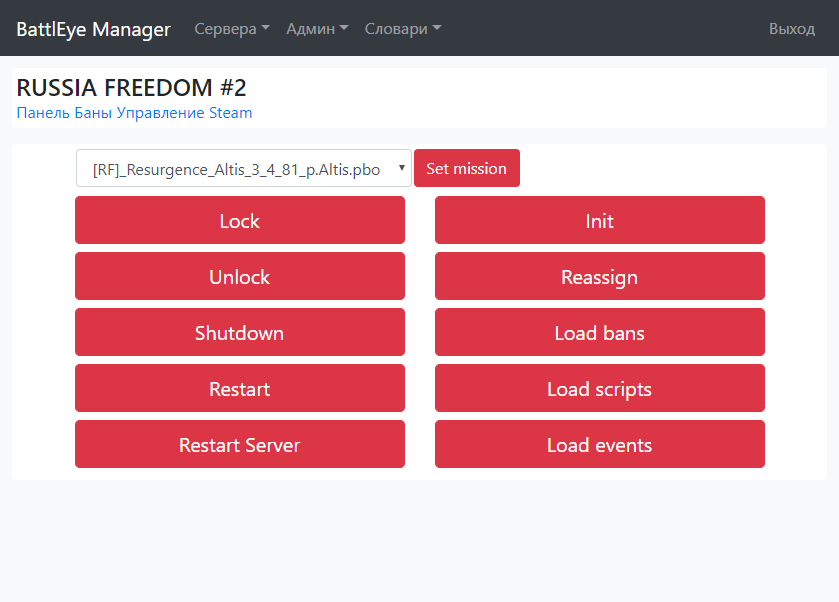 BattlEye Manager Сервера Админ Словари Выход
RUSSIA FREEDOM #2
Панель Баны Управление Steam
[RF]_Resurgence_Altis_3_4_81_p.Altis.pbo Set mission
Lock Init
Unlock Reassign
Shutdown Load bans
Restart Load scripts
Restart Server Load events